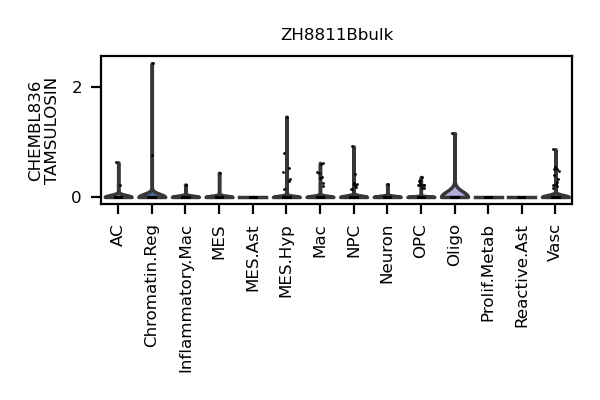 ZH8811Bbulk
CHEMBL836
TAMSULOSIN
2
0
AC
Chromatin.Reg
Inflammatory.Mac
MES
MES.Ast
MES.Hyp
Mac
NPC
Neuron
OPC
Oligo
Prolif.Metab
Reactive.Ast
Vasc